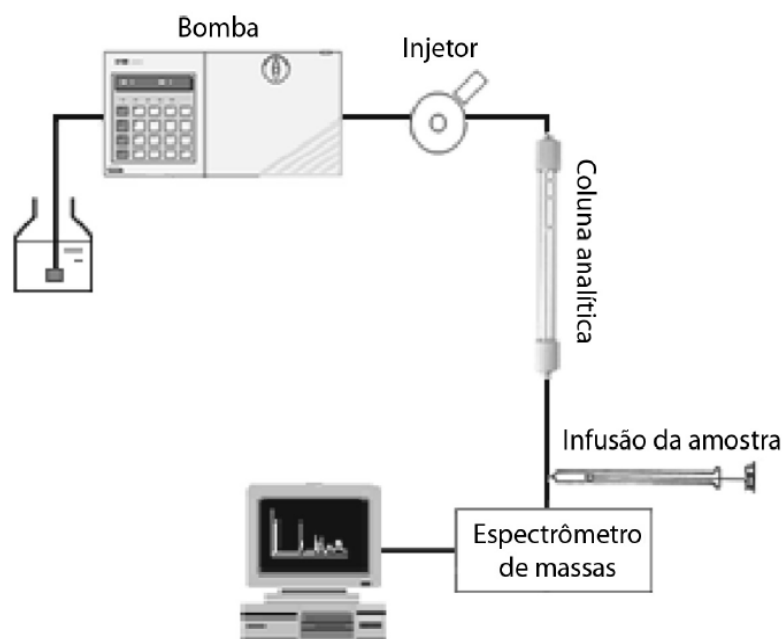 Bomba
Injetor
Coluna analítica
Infusão da amostra
Espectrômetro
de massas